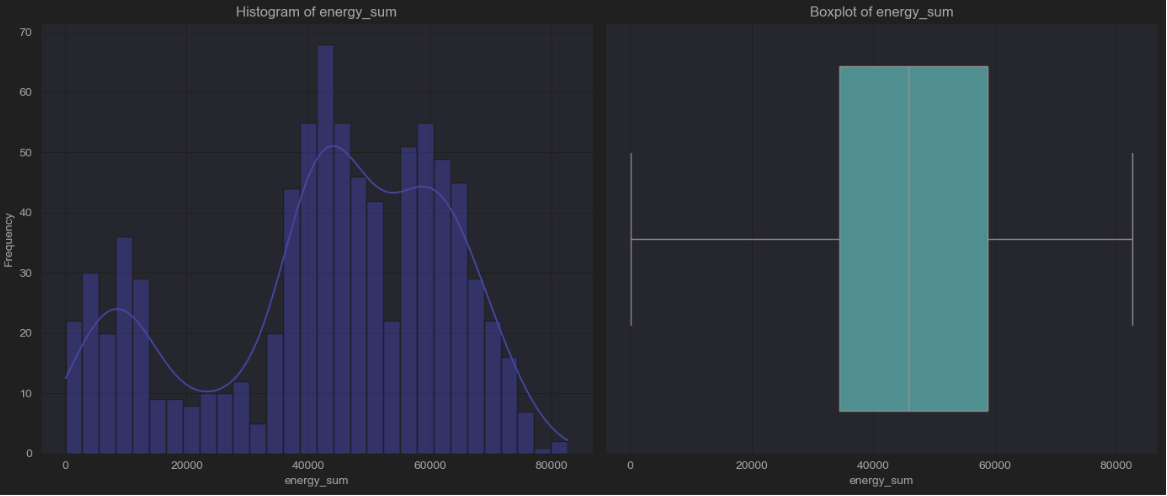 Histogram of energy_sum
70
60
50
40
30
20
10
0
Frequency
0 20000 40000 60000 80000
energy_sum
Boxplot of energy_sum
0 20000 40000 60000 80000
energy_sum